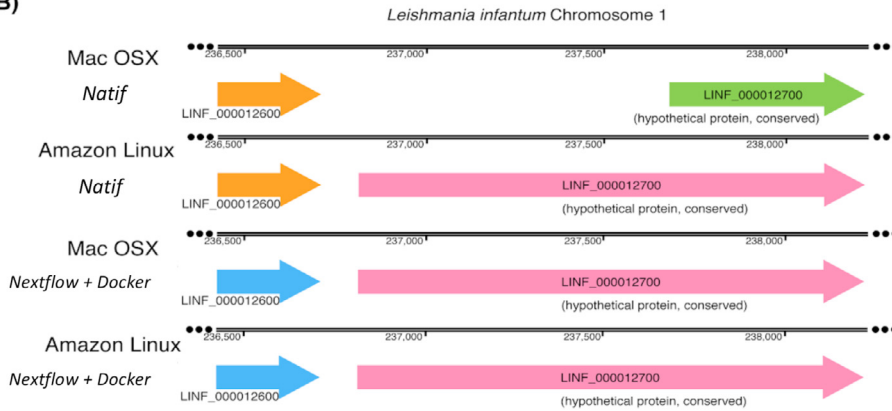 B)
Leishmania infantum Chromosome 1
Mac OSX
Natif
236,500 237,000 237,500 238,000
LINF_000012600
LINF_000012700
(hypothetical protein, conserved)
Amazon Linux
Natif
236,500 237,000 237,500 238,000
LINF_000012600
LINF_000012700
(hypothetical protein, conserved)
Mac OSX
Nextflow + Docker
236,500 237,000 237,500 238,000
LINF_000012600
LINF_000012700
(hypothetical protein, conserved)
Amazon Linux
Nextflow + Docker
236,500 237,000 237,500 238,000
LINF_000012600
LINF_000012700
(hypothetical protein, conserved)